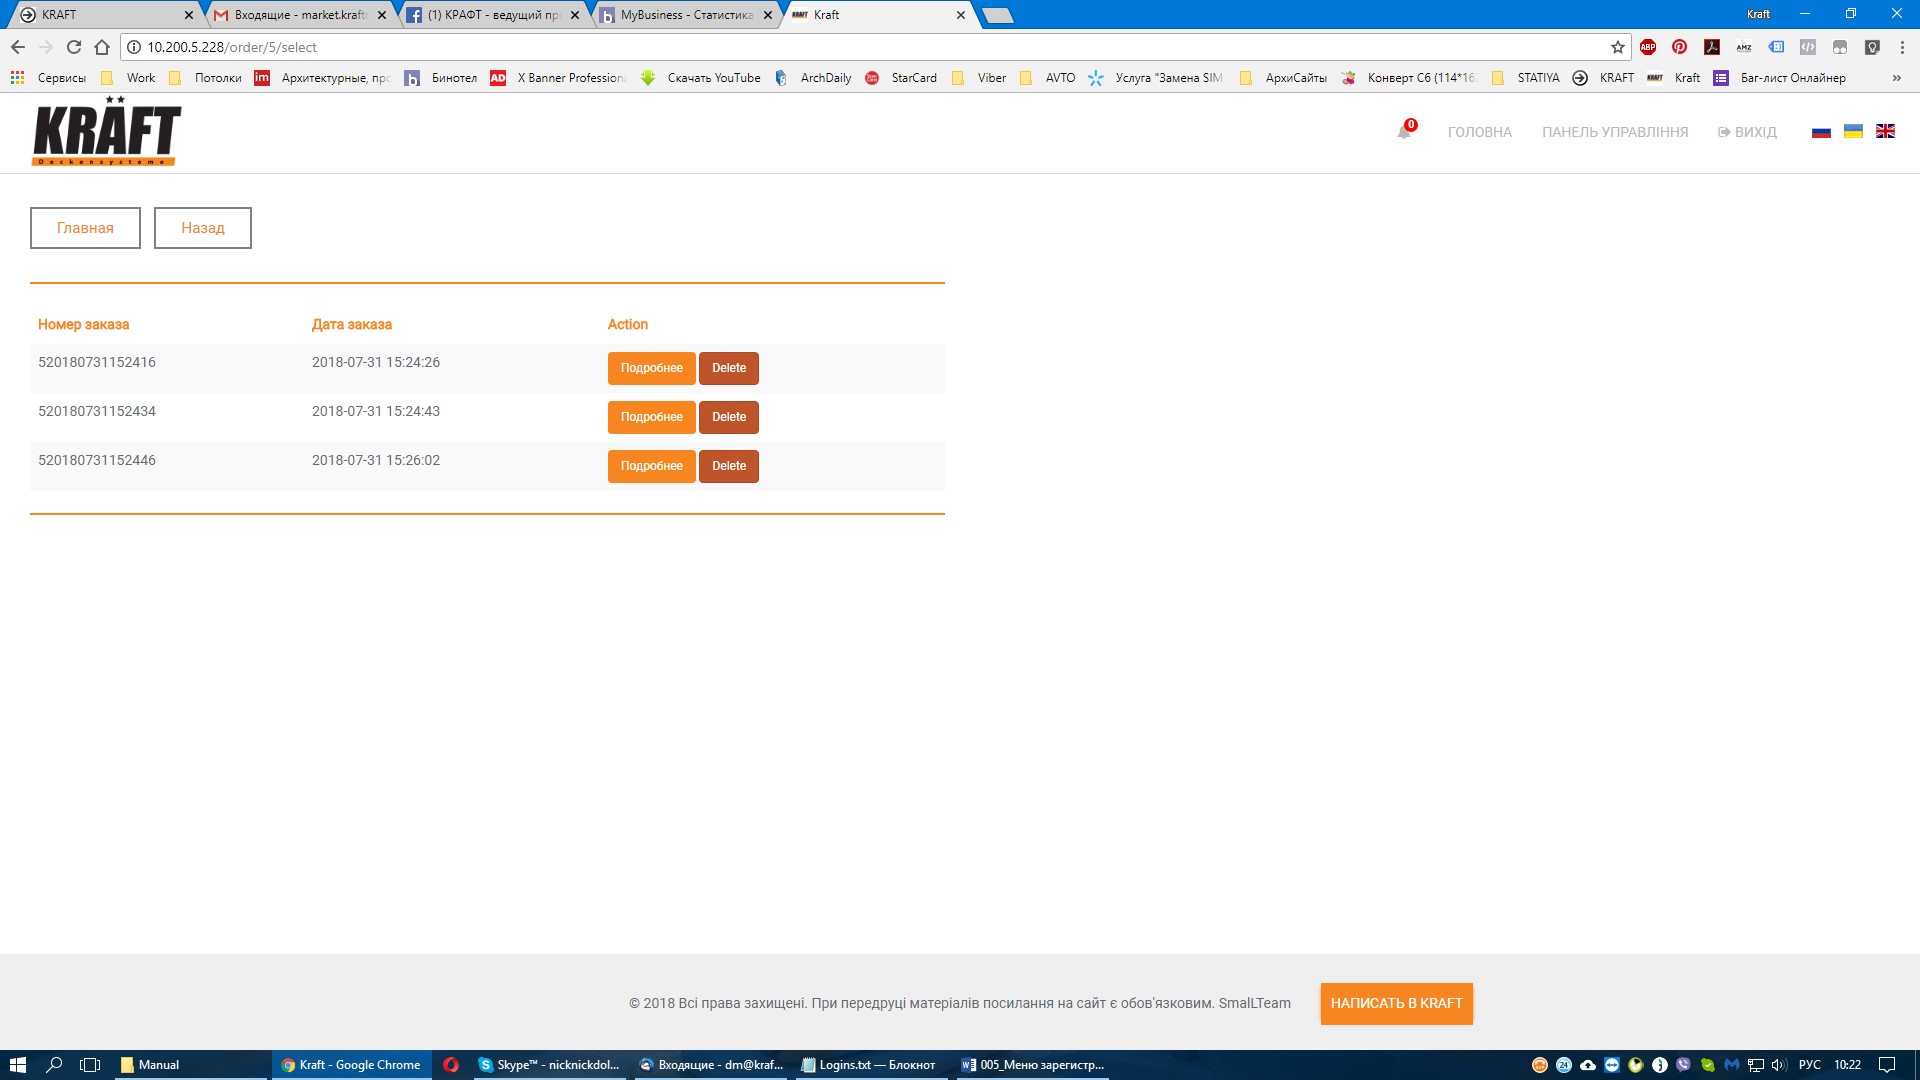 KRAFT
Входящие - market.kraft
(1) КРАФТ - ведущий пр
MyBusiness - Статистика
Kraft
Kraft
10.200.5.228/order/5/select
ABP
AMZ
Сервисы
Work
Потолки
im
Архитектурные, пр
Бинотел
AD
X Banner Profession
Скачать YouTube
ArchDaily
StarCard
Viber
AVTO
Услуга "Замена SIM
АрхиСайты
Конверт С6 (114*16
STATIYA
KRAFT
Kraft
Баг-лист Онлайнер
»
KRAFT
Deckensysteme
0
ГОЛОВНА
ПАНЕЛЬ УПРАВЛІННЯ
ВИХІД
Главная
Назад
Номер заказа
Дата заказа
Action
520180731152416
2018-07-31 15:24:26
Подробнее
Delete
520180731152434
2018-07-31 15:24:43
Подробнее
Delete
520180731152446
2018-07-31 15:26:02
Подробнее
Delete
© 2018 Всі права захищені. При передруці матеріалів посилання на сайт є обов'язковим. SmalLTeam
НАПИСАТЬ В KRAFT
Manual
Kraft - Google Chrome
Skype™ - nicknickdol...
Входящие - dm@kraf...
Logins.txt — Блокнот
005_Меню зарегистр...
24
РУС
10:22